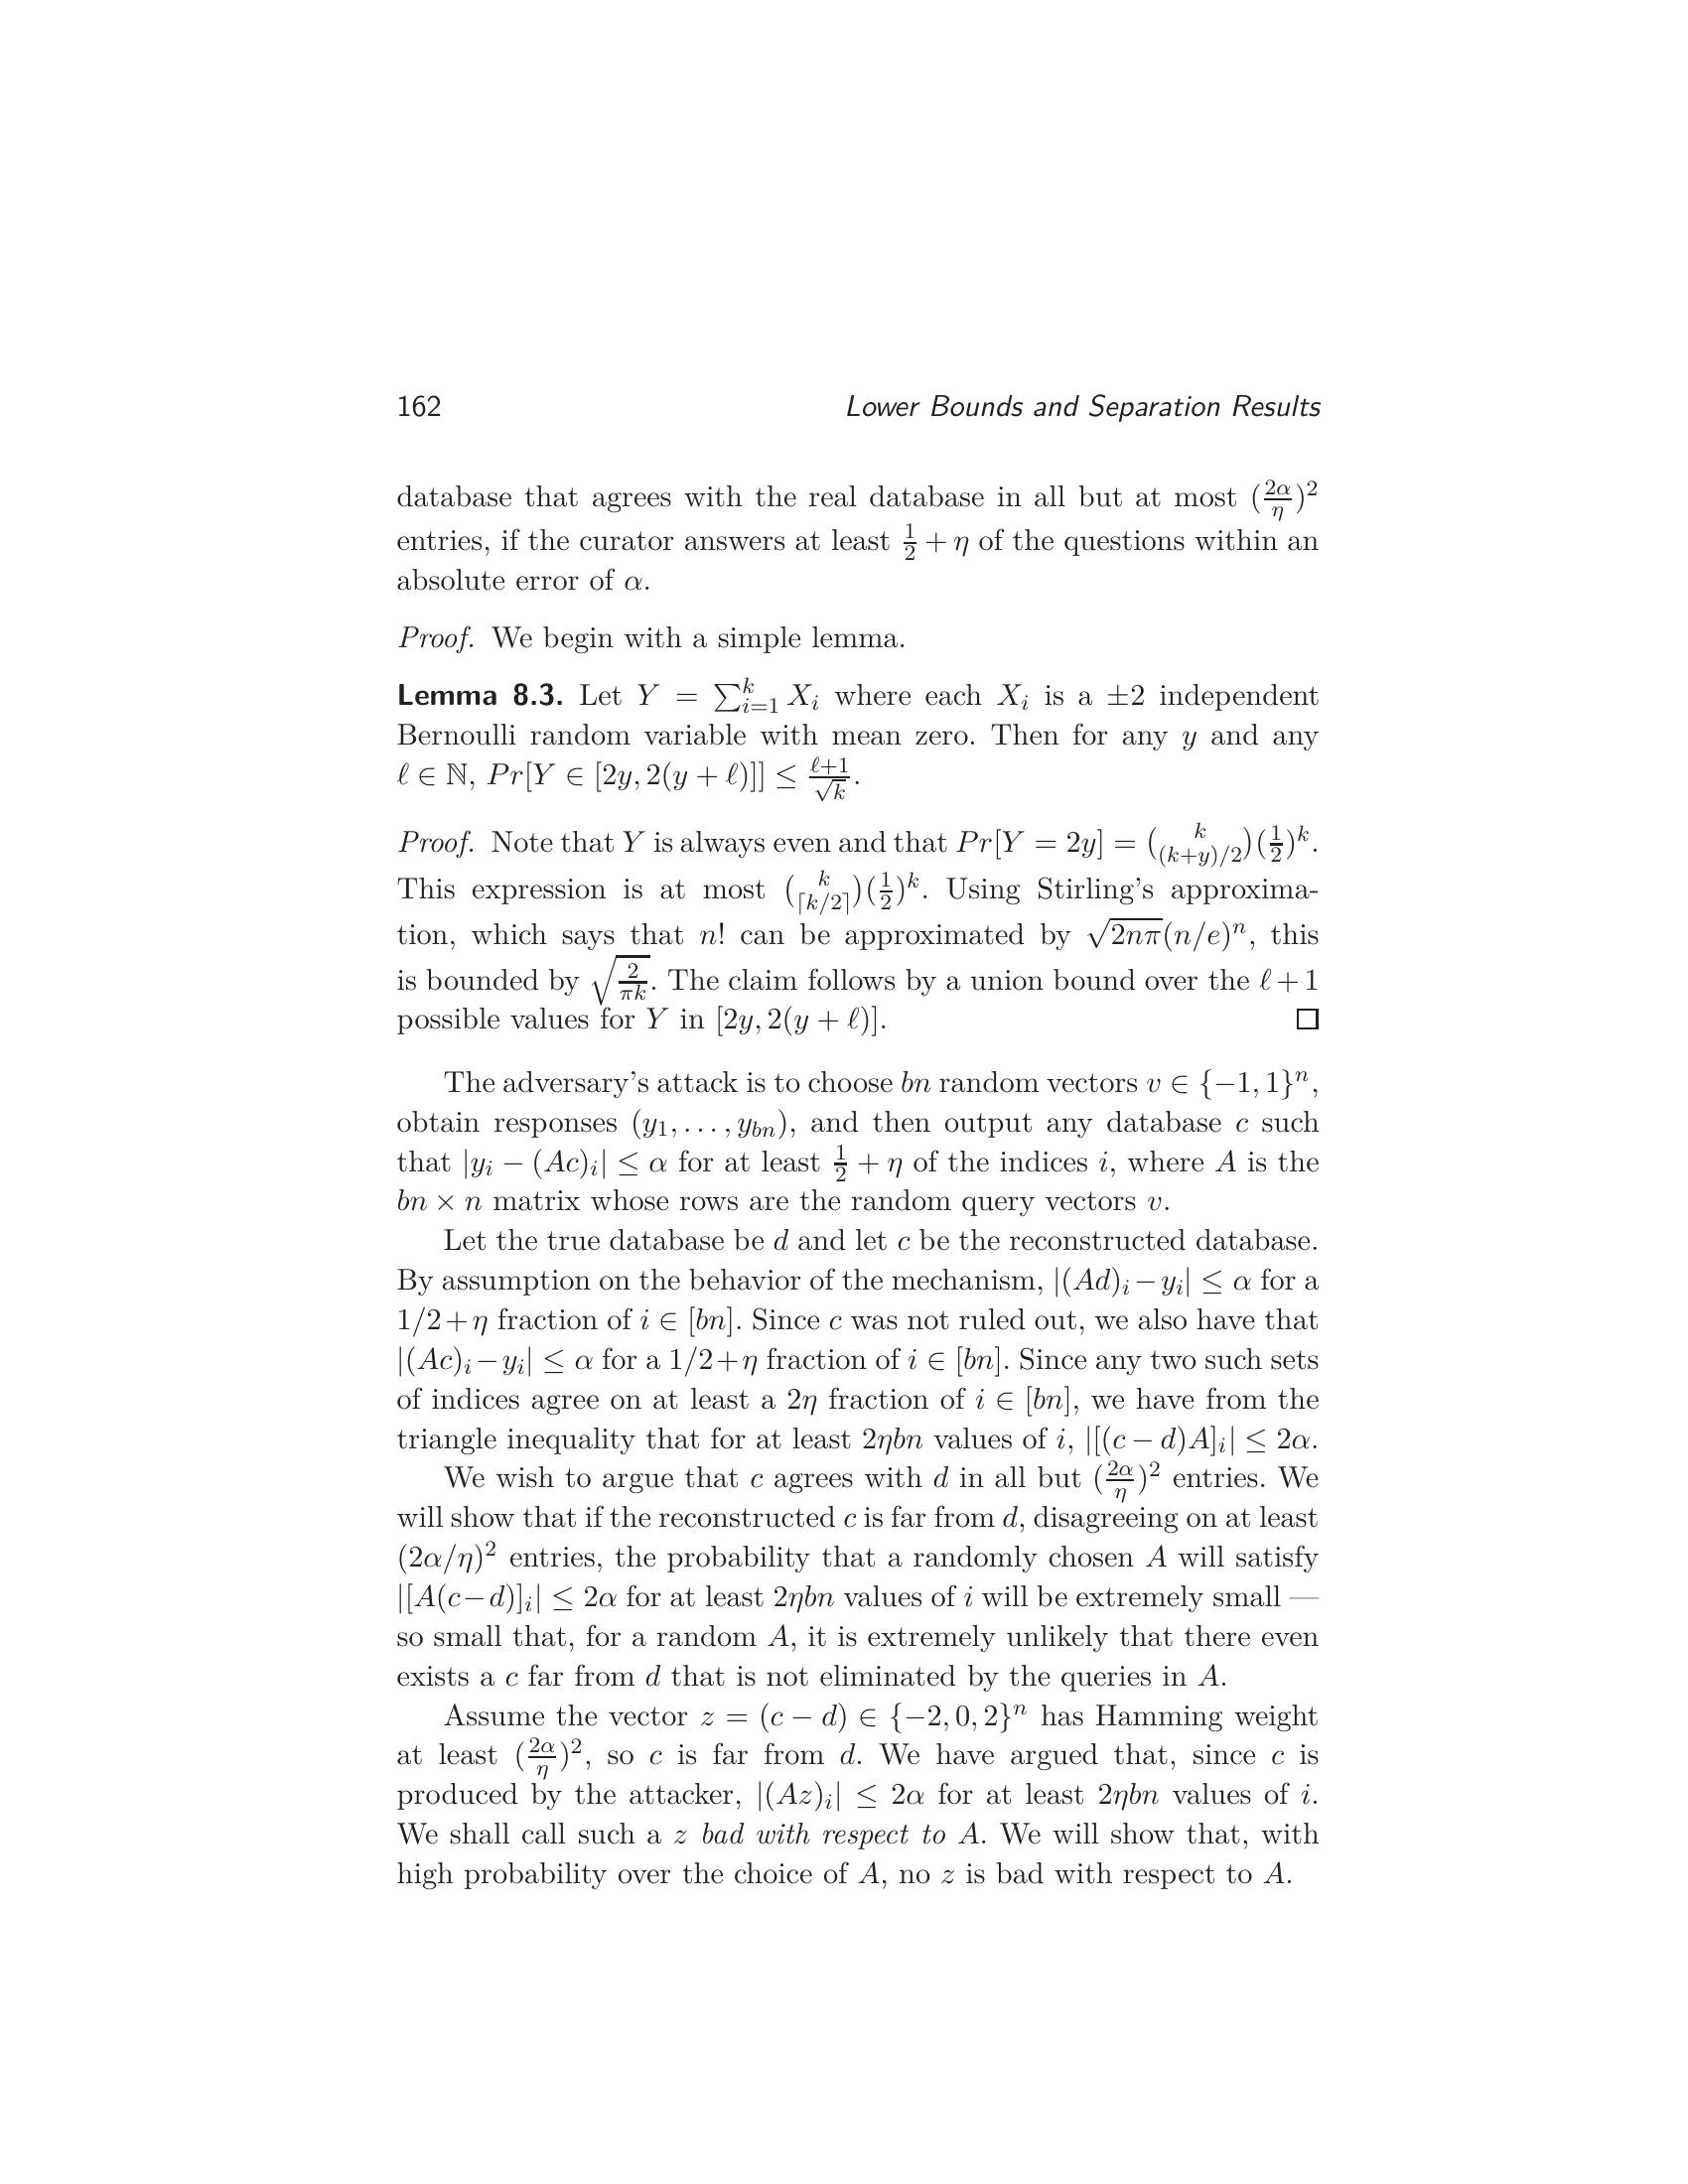 162 Lower Bounds and Separation Results
database that agrees with the real database in all but at most $(\frac{2\alpha}{\eta})^2$
entries, if the curator answers at least $\frac{1}{2} + \eta$ of the questions within an
absolute error of $\alpha$.
Proof. We begin with a simple lemma.
Lemma 8.3. Let $Y = \sum_{i=1}^{k} X_i$ where each $X_i$ is a $\pm 2$ independent
Bernoulli random variable with mean zero. Then for any $y$ and any
$\ell \in \mathbb{N}$, $Pr[Y \in [2y, 2(y + \ell)]] \leq \frac{\ell+1}{\sqrt{k}}$.
Proof. Note that $Y$ is always even and that $Pr[Y = 2y] = \binom{k}{(k+y)/2}(\frac{1}{2})^k$.
This expression is at most $\binom{k}{\lceil k/2 \rceil}(\frac{1}{2})^k$. Using Stirling's approxima-
tion, which says that $n!$ can be approximated by $\sqrt{2n\pi}(n/e)^n$, this
is bounded by $\sqrt{\frac{2}{\pi k}}$. The claim follows by a union bound over the $\ell + 1$
possible values for $Y$ in $[2y, 2(y + \ell)]$. □
The adversary's attack is to choose $bn$ random vectors $v \in \{-1, 1\}^n$,
obtain responses $(y_1, \ldots, y_{bn})$, and then output any database $c$ such
that $|y_i - (Ac)_i| \leq \alpha$ for at least $\frac{1}{2} + \eta$ of the indices $i$, where $A$ is the
$bn \times n$ matrix whose rows are the random query vectors $v$.
Let the true database be $d$ and let $c$ be the reconstructed database.
By assumption on the behavior of the mechanism, $|(Ad)_i - y_i| \leq \alpha$ for a
$1/2 + \eta$ fraction of $i \in [bn]$. Since $c$ was not ruled out, we also have that
$|(Ac)_i - y_i| \leq \alpha$ for a $1/2 + \eta$ fraction of $i \in [bn]$. Since any two such sets
of indices agree on at least a $2\eta$ fraction of $i \in [bn]$, we have from the
triangle inequality that for at least $2\eta bn$ values of $i$, $|[(c - d)A]_i| \leq 2\alpha$.
We wish to argue that $c$ agrees with $d$ in all but $(\frac{2\alpha}{\eta})^2$ entries. We
will show that if the reconstructed $c$ is far from $d$, disagreeing on at least
$(2\alpha/\eta)^2$ entries, the probability that a randomly chosen $A$ will satisfy
$|[A(c - d)]_i| \leq 2\alpha$ for at least $2\eta bn$ values of $i$ will be extremely small —
so small that, for a random $A$, it is extremely unlikely that there even
exists a $c$ far from $d$ that is not eliminated by the queries in $A$.
Assume the vector $z = (c - d) \in \{-2, 0, 2\}^n$ has Hamming weight
at least $(\frac{2\alpha}{\eta})^2$, so $c$ is far from $d$. We have argued that, since $c$ is
produced by the attacker, $|(Az)_i| \leq 2\alpha$ for at least $2\eta bn$ values of $i$.
We shall call such a $z$ bad with respect to $A$. We will show that, with
high probability over the choice of $A$, no $z$ is bad with respect to $A$.